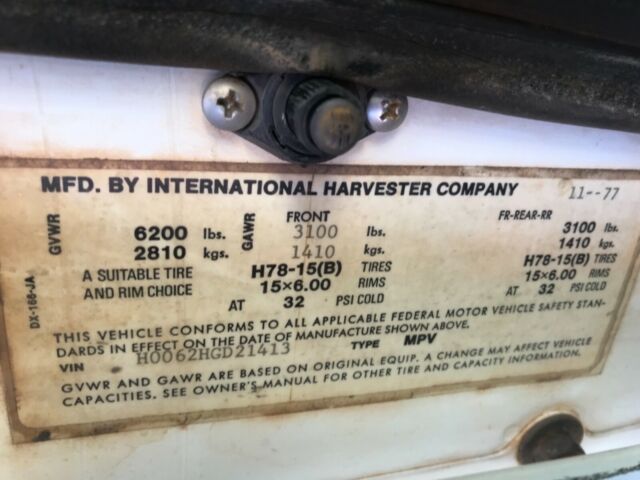 MFD. BY INTERNATIONAL HARVESTER COMPANY 11--77
GVWR 6200 lbs. GAWR FRONT 3100 lbs. FR-REAR-RR 3100 lbs.
2810 kgs. 1410 kgs. 1410 kgs.
A SUITABLE TIRE H78-15(B) TIRES H78-15(B) TIRES
AND RIM CHOICE 15x6.00 RIMS 15x6.00 RIMS
AT 32 PSI COLD AT 32 PSI COLD
DX-166-JA
THIS VEHICLE CONFORMS TO ALL APPLICABLE FEDERAL MOTOR VEHICLE SAFETY STAN-
DARDS IN EFFECT ON THE DATE OF MANUFACTURE SHOWN ABOVE.
VIN H0062HGD21413 TYPE MPV
GVWR AND GAWR ARE BASED ON ORIGINAL EQUIP. A CHANGE MAY AFFECT VEHICLE
CAPACITIES. SEE OWNER'S MANUAL FOR OTHER TIRE AND CAPACITY INFORMATION.